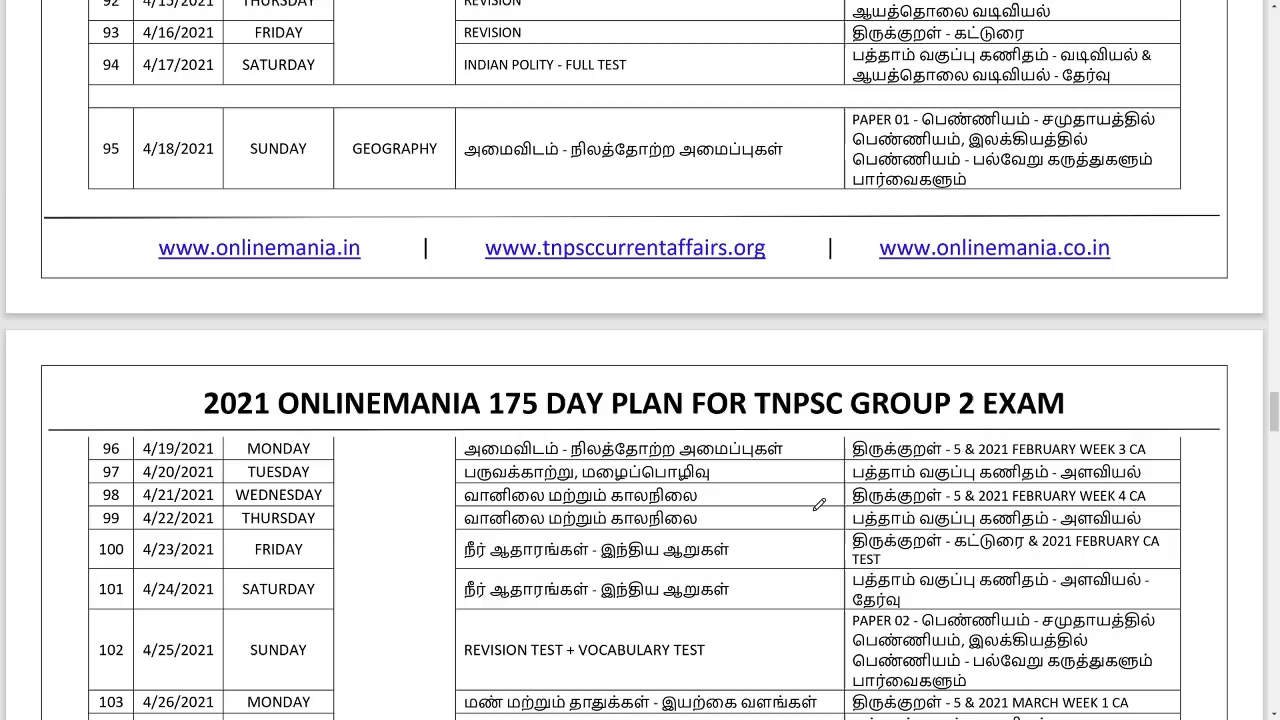 92 4/15/2021 THURSDAY REVISION ஆயத்தொலை வடிவியல்
93 4/16/2021 FRIDAY REVISION திருக்குறள் - கட்டுரை
94 4/17/2021 SATURDAY INDIAN POLITY - FULL TEST பத்தாம் வகுப்பு கணிதம் - வடிவியல் &
ஆயத்தொலை வடிவியல் - தேர்வு
95 4/18/2021 SUNDAY GEOGRAPHY அமைவிடம் - நிலத்தோற்ற அமைப்புகள் PAPER 01 - பெண்ணியம் - சமுதாயத்தில்
பெண்ணியம், இலக்கியத்தில்
பெண்ணியம் - பல்வேறு கருத்துகளும்
பார்வைகளும்
www.onlinemania.in | www.tnpsccurrentaffairs.org | www.onlinemania.co.in
2021 ONLINEMANIA 175 DAY PLAN FOR TNPSC GROUP 2 EXAM
96 4/19/2021 MONDAY அமைவிடம் - நிலத்தோற்ற அமைப்புகள் திருக்குறள் - 5 & 2021 FEBRUARY WEEK 3 CA
97 4/20/2021 TUESDAY பருவக்காற்று, மழைப்பொழிவு பத்தாம் வகுப்பு கணிதம் - அளவியல்
98 4/21/2021 WEDNESDAY வானிலை மற்றும் காலநிலை திருக்குறள் - 5 & 2021 FEBRUARY WEEK 4 CA
99 4/22/2021 THURSDAY வானிலை மற்றும் காலநிலை பத்தாம் வகுப்பு கணிதம் - அளவியல்
100 4/23/2021 FRIDAY நீர் ஆதாரங்கள் - இந்திய ஆறுகள் திருக்குறள் - கட்டுரை & 2021 FEBRUARY CA
TEST
101 4/24/2021 SATURDAY நீர் ஆதாரங்கள் - இந்திய ஆறுகள் பத்தாம் வகுப்பு கணிதம் - அளவியல் -
தேர்வு
102 4/25/2021 SUNDAY REVISION TEST + VOCABULARY TEST PAPER 02 - பெண்ணியம் - சமுதாயத்தில்
பெண்ணியம், இலக்கியத்தில்
பெண்ணியம் - பல்வேறு கருத்துகளும்
பார்வைகளும்
103 4/26/2021 MONDAY மண் மற்றும் தாதுக்கள் - இயற்கை வளங்கள் திருக்குறள் - 5 & 2021 MARCH WEEK 1 CA